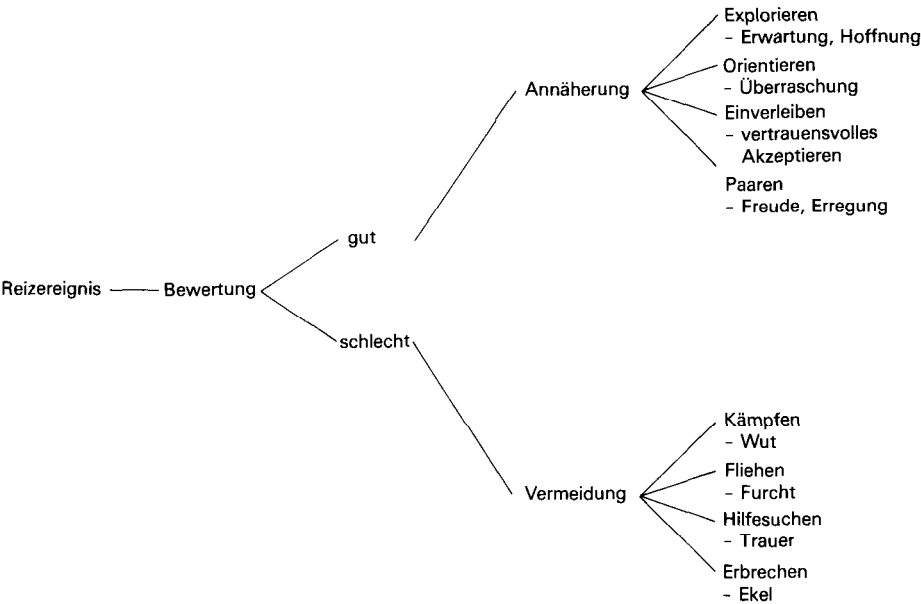 Reizereignis
Bewertung
gut
schlecht
Annäherung
Explorieren
– Erwartung, Hoffnung
Orientieren
– Überraschung
Einverleiben
– vertrauensvolles
Akzeptieren
Paaren
– Freude, Erregung
Vermeidung
Kämpfen
– Wut
Fliehen
– Furcht
Hilfesuchen
– Trauer
Erbrechen
– Ekel